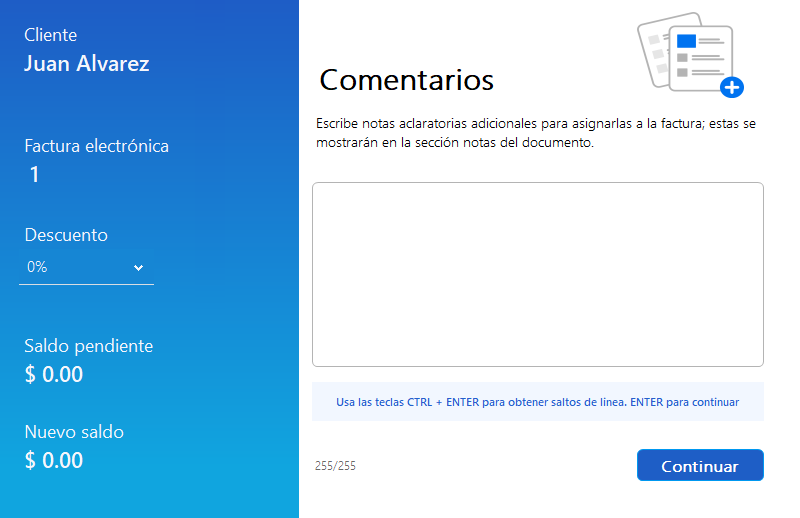 Cliente
Juan Alvarez
Factura electrónica
1
Descuento
0%
Saldo pendiente
$ 0.00
Nuevo saldo
$ 0.00
Comentarios
Escribe notas aclaratorias adicionales para asignarlas a la factura; estas se
mostrarán en la sección notas del documento.
Usa las teclas CTRL + ENTER para obtener saltos de línea. ENTER para continuar
255/255
Continuar